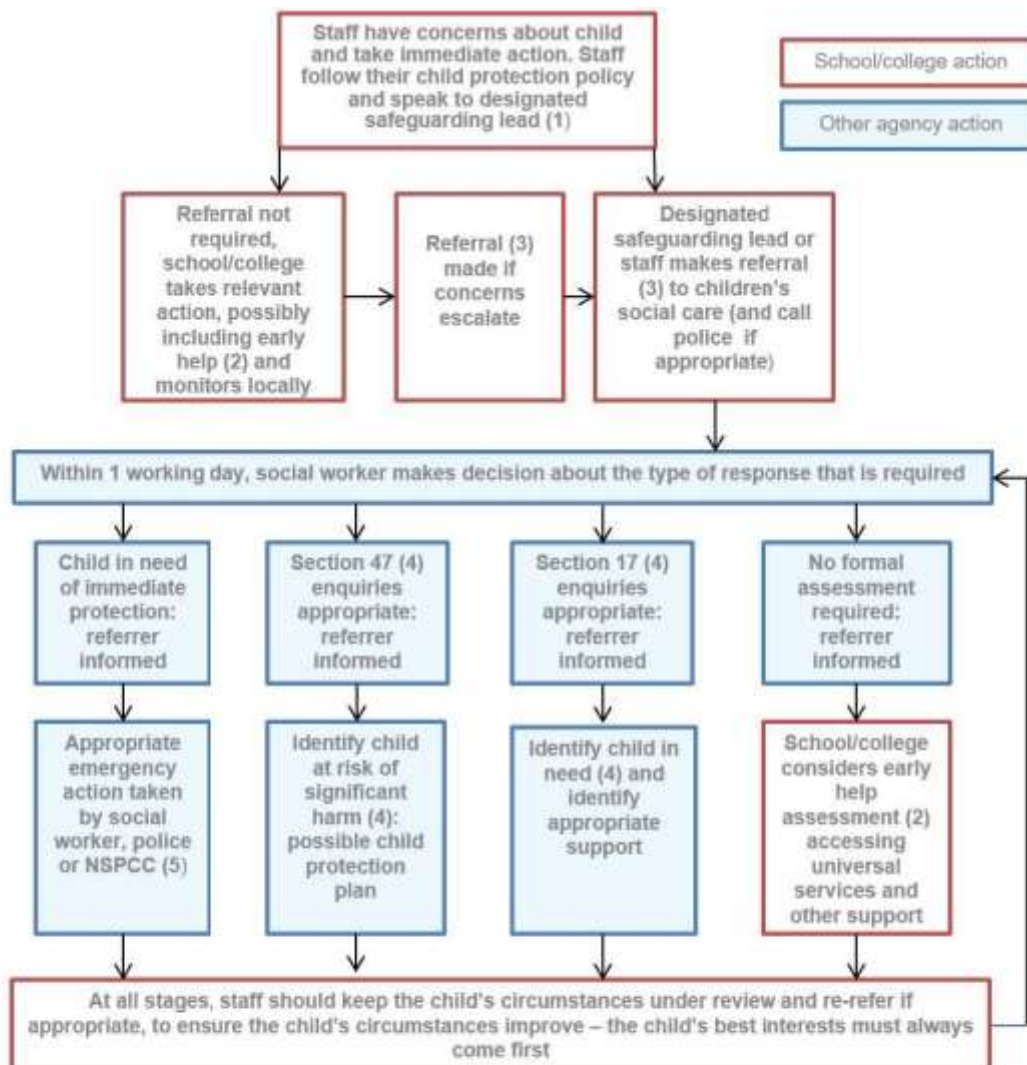 Staff have concerns about child
and take immediate action. Staff
follow their child protection policy
and speak to designated
safeguarding lead (1)
School/college action
Other agency action
Referral not
required,
school/college
takes relevant
action, possibly
including early
help (2) and
monitors locally
Referral (3)
made if
concerns
escalate
Designated
safeguarding lead or
staff makes referral
(3) to children's
social care (and call
police if
appropriate)
Within 1 working day, social worker makes decision about the type of response that is required
Child in need
of immediate
protection:
referrer
informed
Section 47 (4)
enquiries
appropriate:
referrer
informed
Section 17 (4)
enquiries
appropriate:
referrer
informed
No formal
assessment
required:
referrer
informed
Appropriate
emergency
action taken
by social
worker, police
or NSPCC (5)
Identify child
at risk of
significant
harm (4):
possible child
protection
plan
Identify child in
need (4) and
identify
appropriate
support
School/college
considers early
help
assessment (2)
accessing
universal
services and
other support
At all stages, staff should keep the child's circumstances under review and re-refer if
appropriate, to ensure the child's circumstances improve – the child's best interests must always
come first